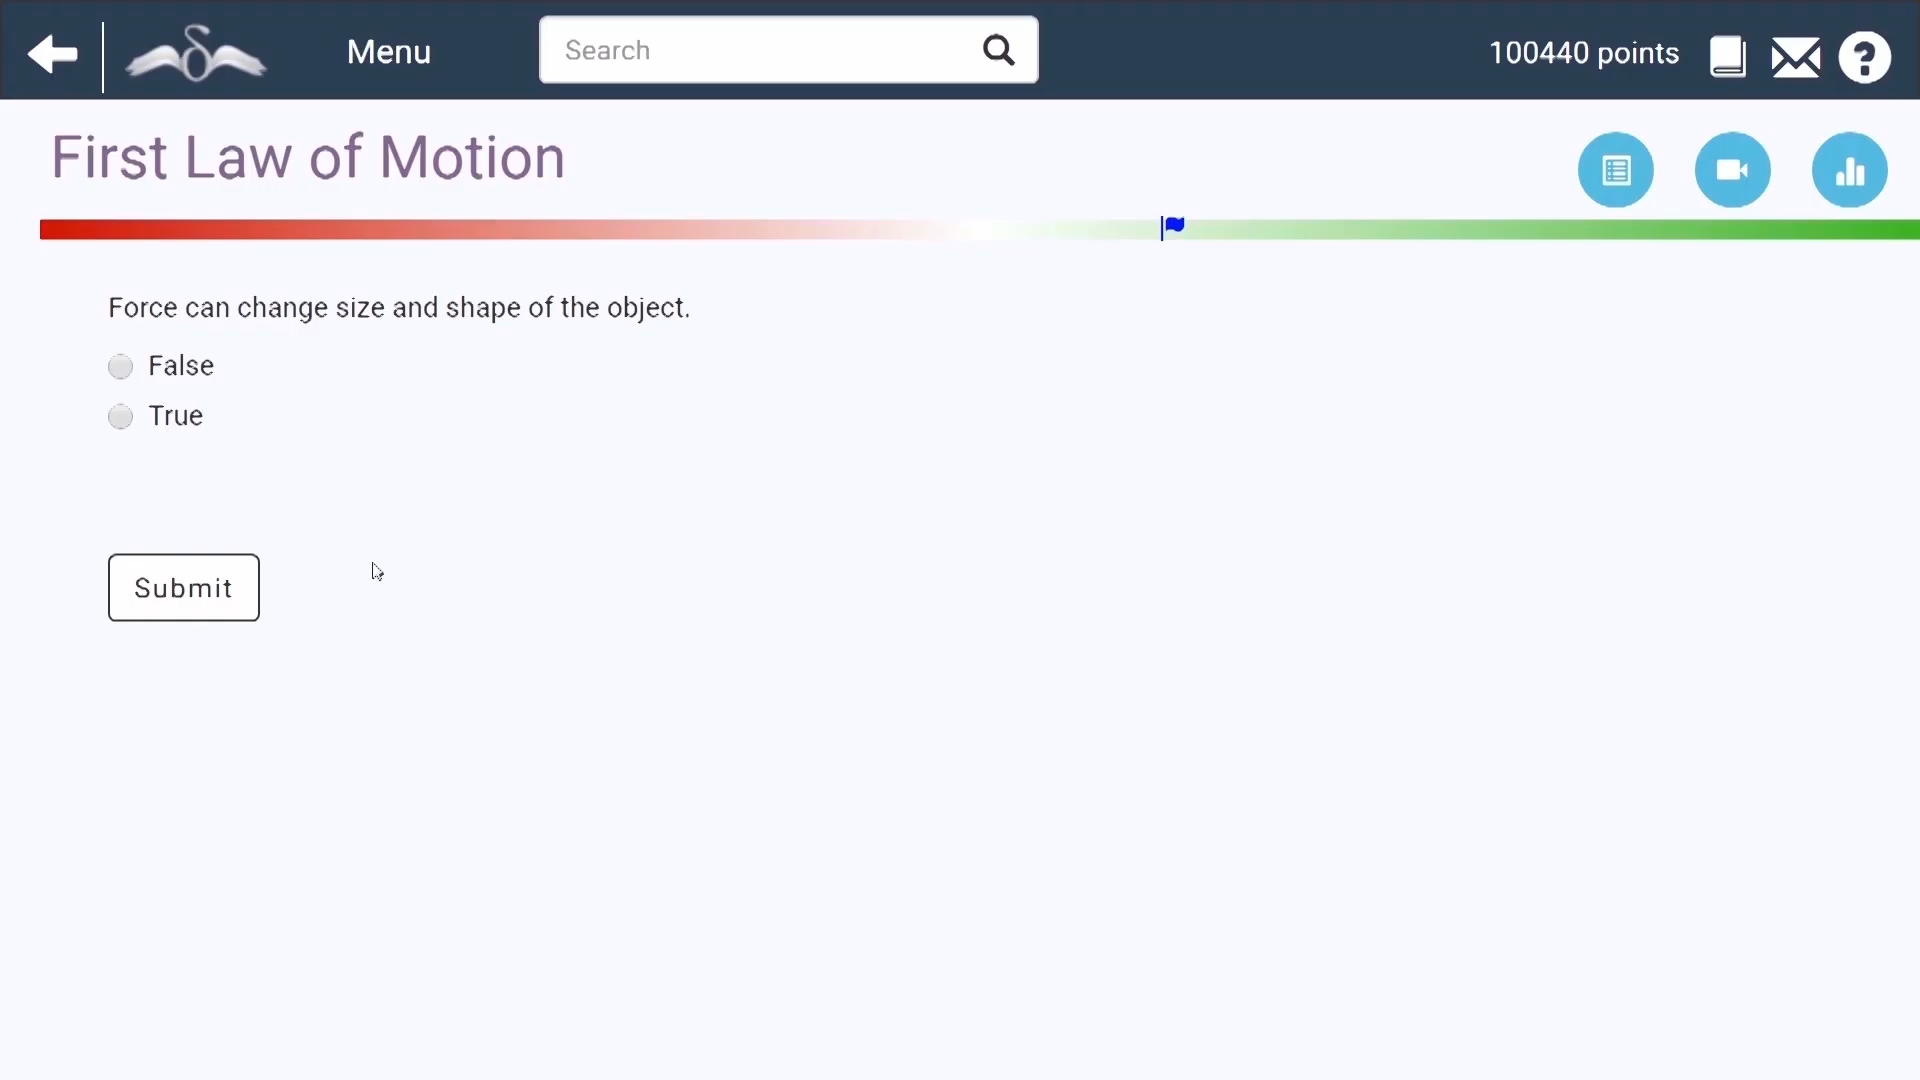 Menu
Search
100440 points
First Law of Motion
Force can change size and shape of the object.
False
True
Submit